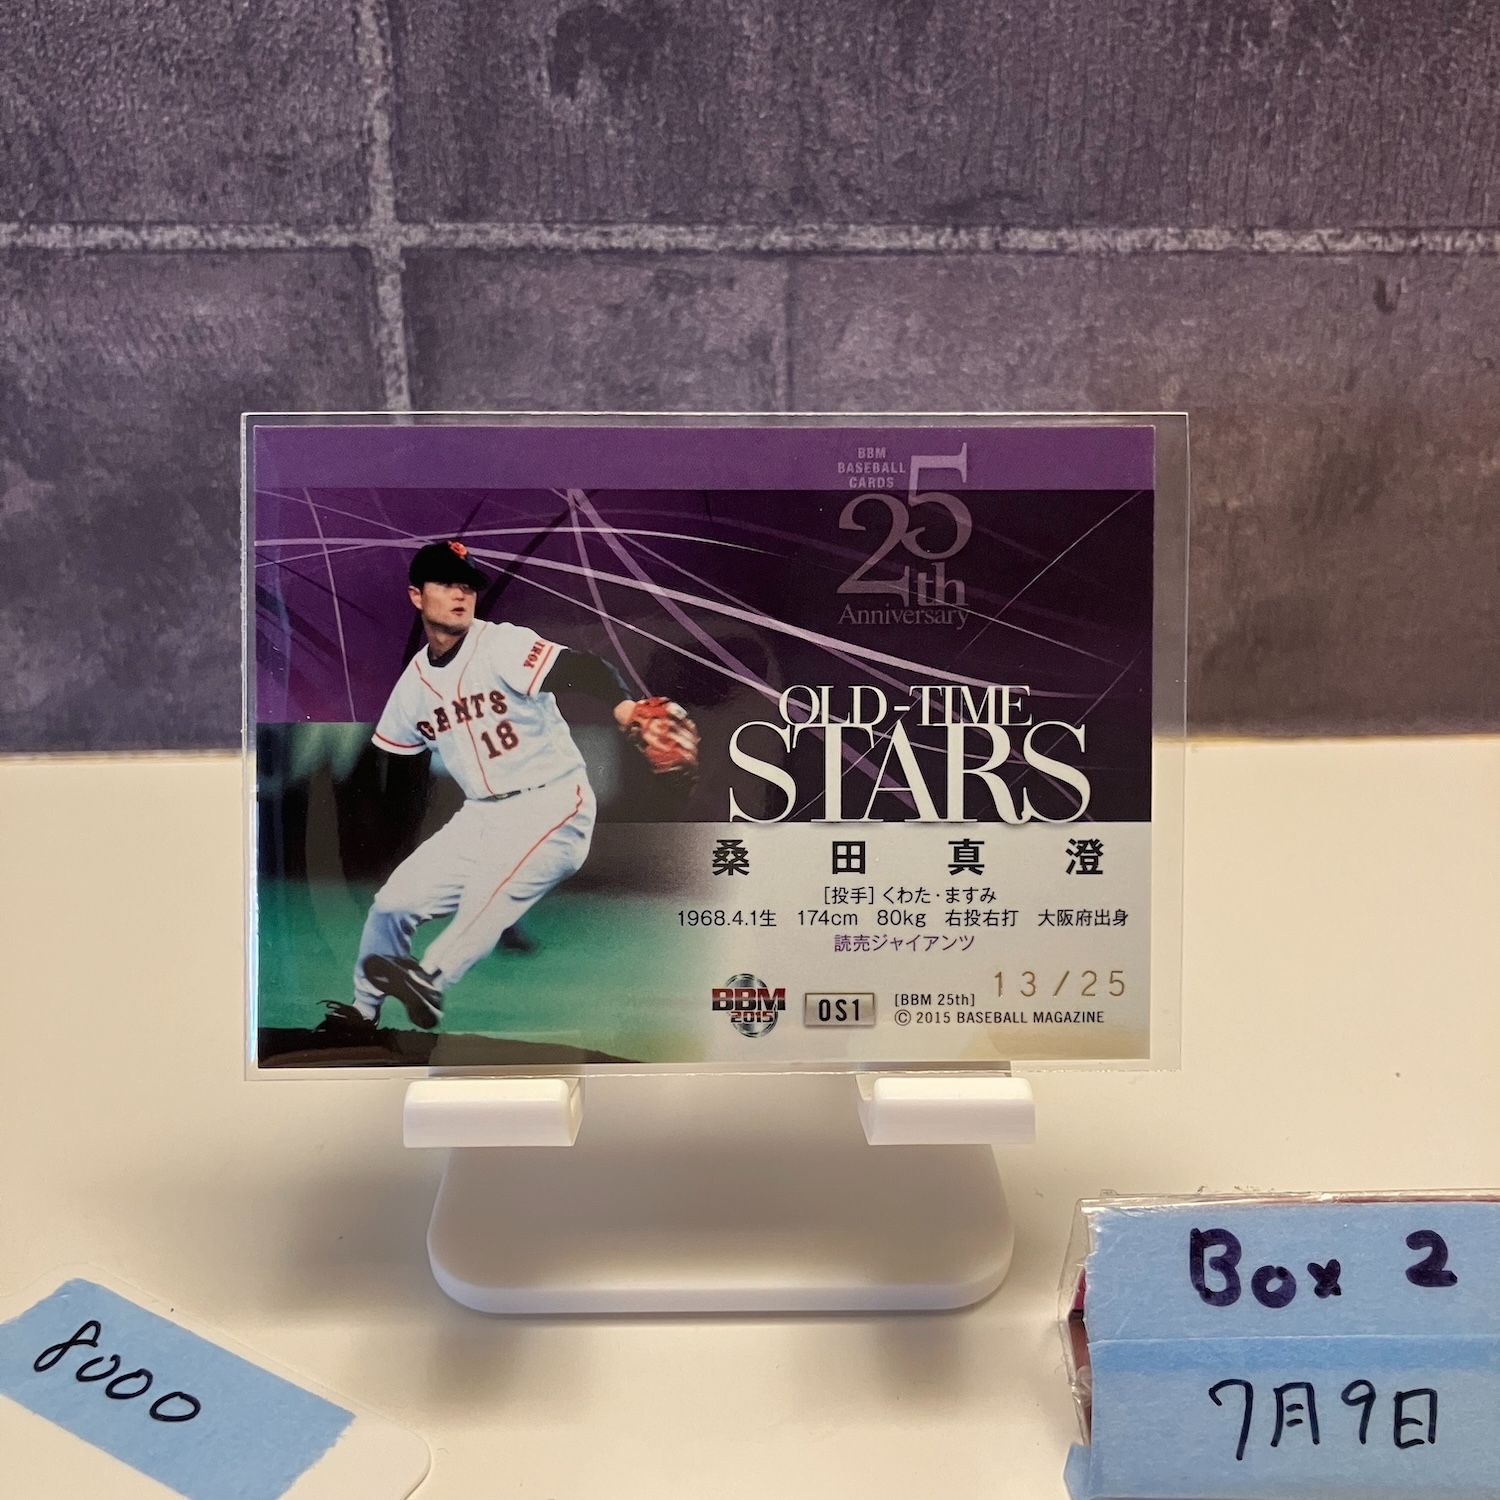 BBM
BASEBALL
CARDS
25th
Anniversary
YOMI
GIANTS
18
OLD-TIME
STARS
桑田真澄
[投手] くわた・ますみ
1968.4.1生 174cm 80kg 右投右打 大阪府出身
読売ジャイアンツ
13/25
BBM
2015
OS1
[BBM 25th]
© 2015 BASEBALL MAGAZINE
8000
Box 2
7月9日